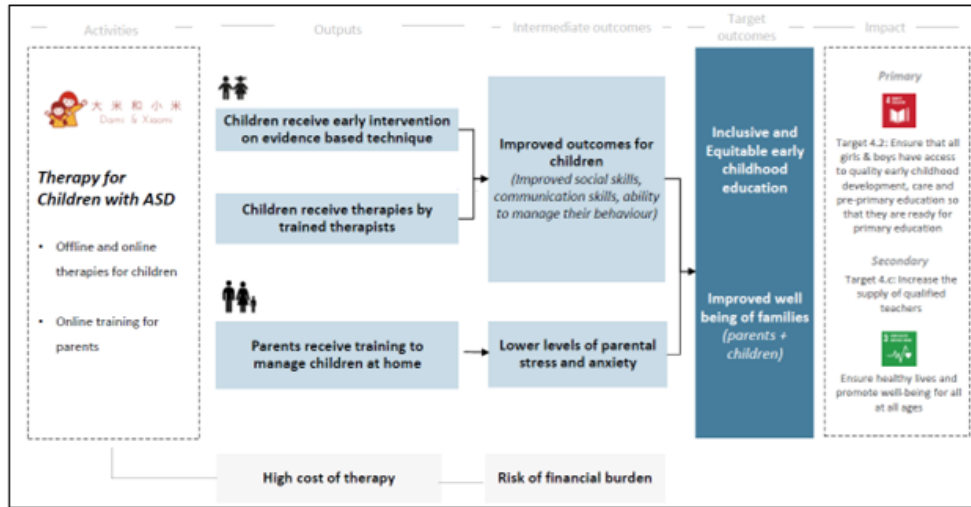 Activities
Outputs
Intermediate outcomes
Target
outcomes
Impact
大米和小米
Dami & Xiaomi
Therapy for
Children with ASD
• Offline and online
therapies for children
• Online training for
parents
Children receive early intervention
on evidence based technique
Children receive therapies by
trained therapists
Parents receive training to
manage children at home
Improved outcomes for
children
(Improved social skills,
communication skills, ability
to manage their behaviour)
Lower levels of parental
stress and anxiety
Inclusive and
Equitable early
childhood
education
Improved well
being of families
(parents +
children)
Primary
4
Target 4.2: Ensure that all
girls & boys have access
to quality early childhood
development, care and
pre-primary education so
that they are ready for
primary education
Secondary
Target 4.c: Increase the
supply of qualified
teachers
3
Ensure healthy lives and
promote well-being for all
at all ages
High cost of therapy
Risk of financial burden